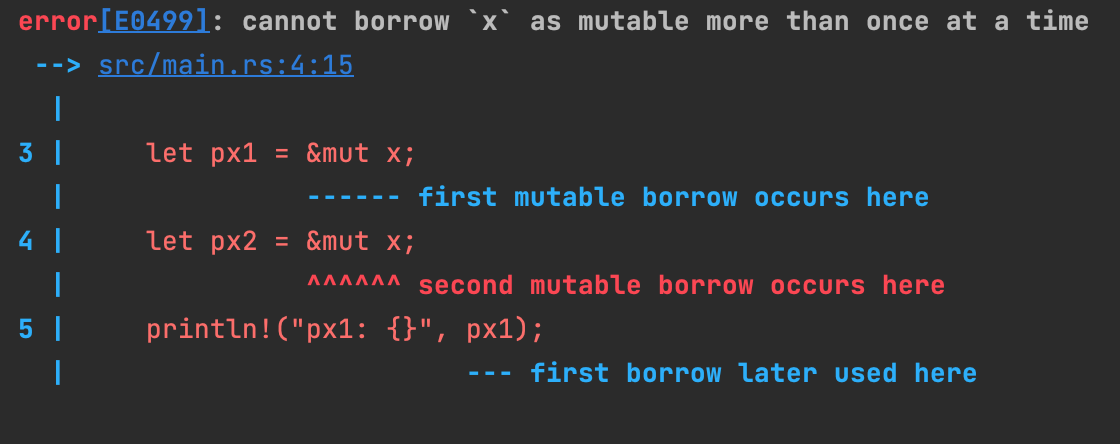 error[E0499]: cannot borrow `x` as mutable more than once at a time
 --> src/main.rs:4:15
  |
3 |     let px1 = &mut x;
  |               ------ first mutable borrow occurs here
4 |     let px2 = &mut x;
  |               ^^^^^^ second mutable borrow occurs here
5 |     println!("px1: {}", px1);
  |                         --- first borrow later used here